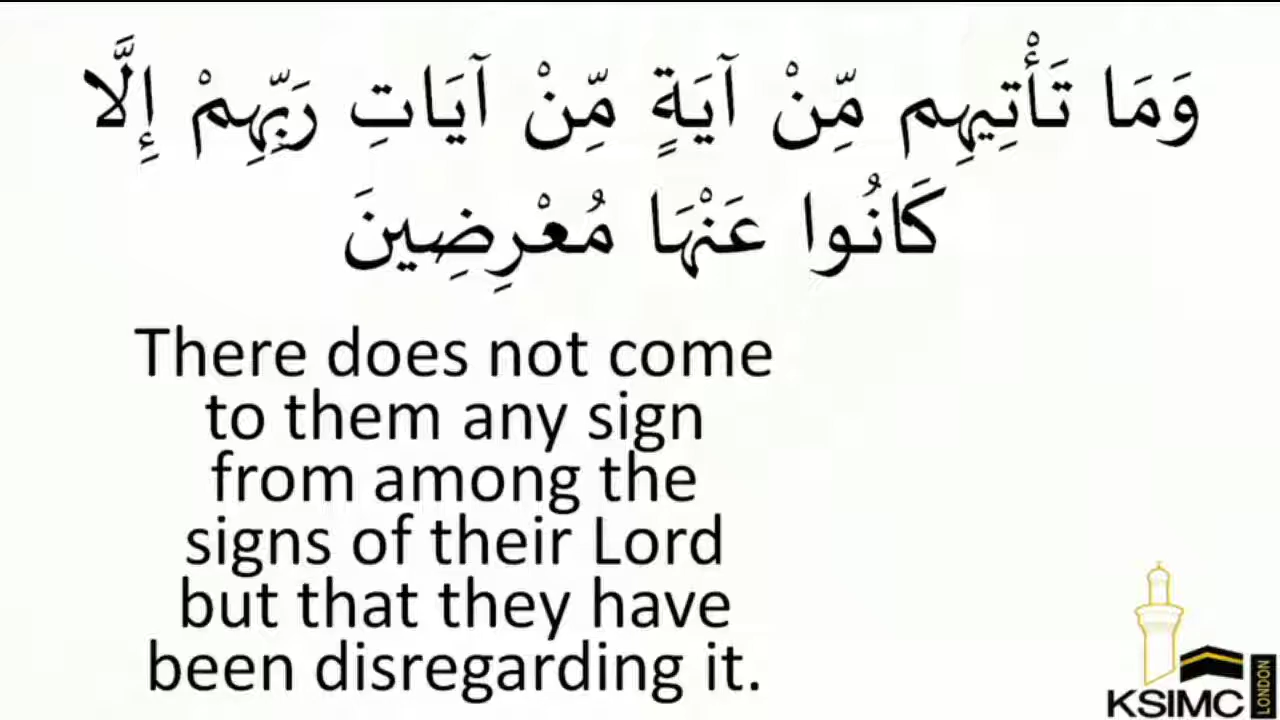 وَمَا تَأْتِيهِم مِّنْ آيَةٍ مِّنْ آيَاتِ رَبِّهِمْ إِلَّا
كَانُوا عَنْهَا مُعْرِضِينَ
There does not come
to them any sign
from among the
signs of their Lord
but that they have
been disregarding it.
KSIMC LONDON